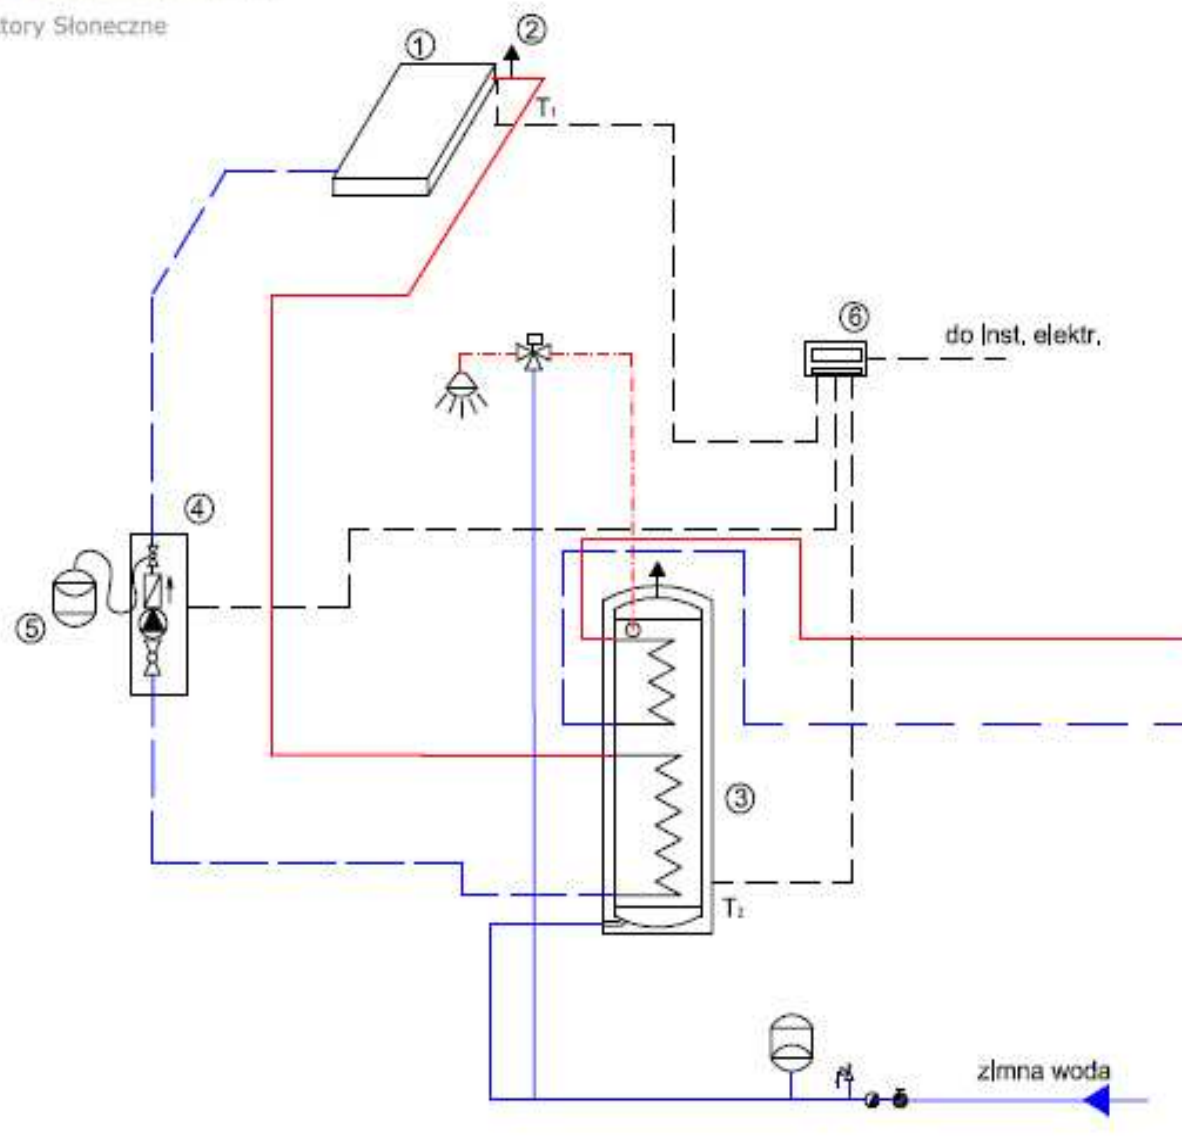 tory Słoneczne
①
②
T₁
⑥
do Inst. elektr.
④
⑤
③
T₂
zimna woda